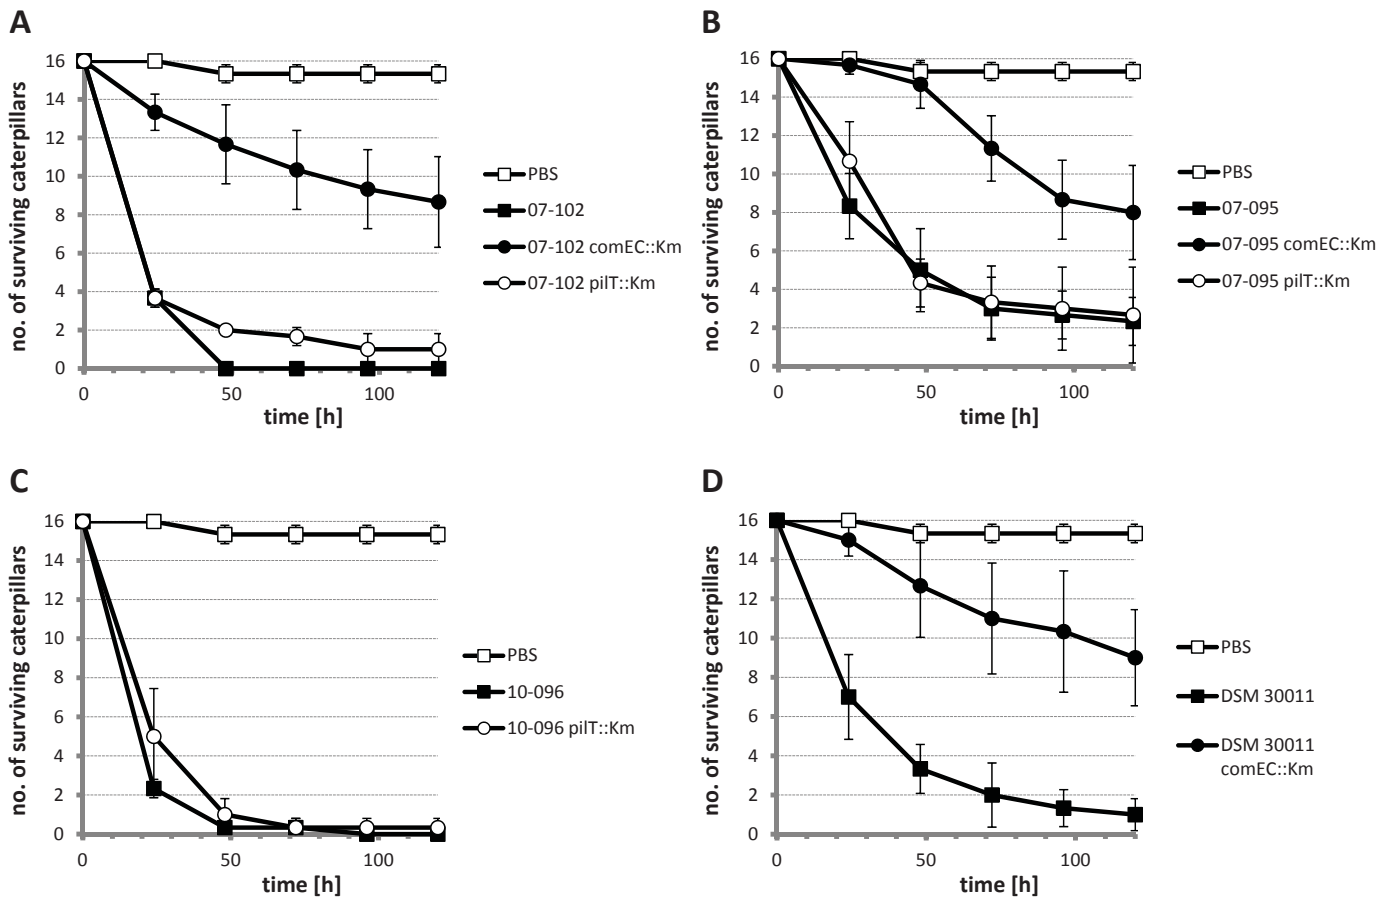 A
no. of surviving caterpillars
16
14
12
10
8
6
4
2
0
0
50
100
time [h]
PBS
07-102
07-102 comEC::Km
07-102 pilT::Km
B
no. of surviving caterpillars
16
14
12
10
8
6
4
2
0
0
50
100
time [h]
PBS
07-095
07-095 comEC::Km
07-095 pilT::Km
C
no. of surviving caterpillars
16
14
12
10
8
6
4
2
0
0
50
100
time [h]
PBS
10-096
10-096 pilT::Km
D
no. of surviving caterpillars
16
14
12
10
8
6
4
2
0
0
50
100
time [h]
PBS
DSM 30011
DSM 30011
comEC::Km